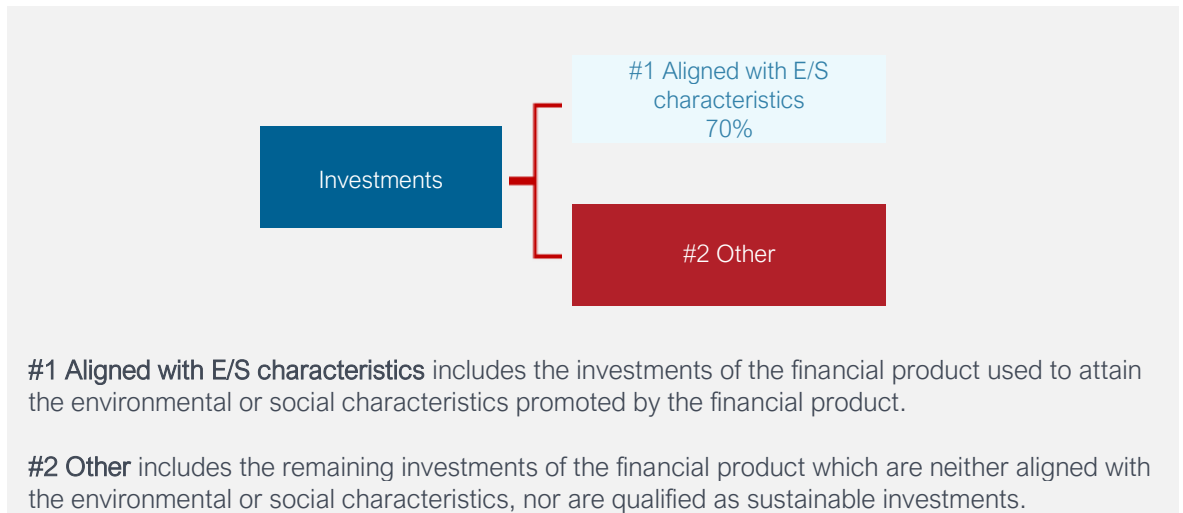 #1 Aligned with E/S
characteristics
70%
Investments
#2 Other
#1 Aligned with E/S characteristics includes the investments of the financial product used to attain
the environmental or social characteristics promoted by the financial product.
#2 Other includes the remaining investments of the financial product which are neither aligned with
the environmental or social characteristics, nor are qualified as sustainable investments.